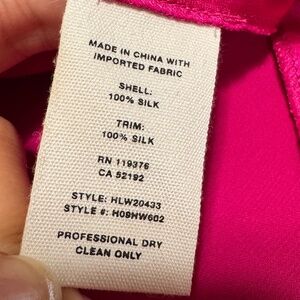 MADE IN CHINA WITH
IMPORTED FABRIC
SHELL:
100% SILK
TRIM:
100% SILK
RN 119376
CA 52192
STYLE: HLW20433
STYLE #: H09HW602
PROFESSIONAL DRY
CLEAN ONLY